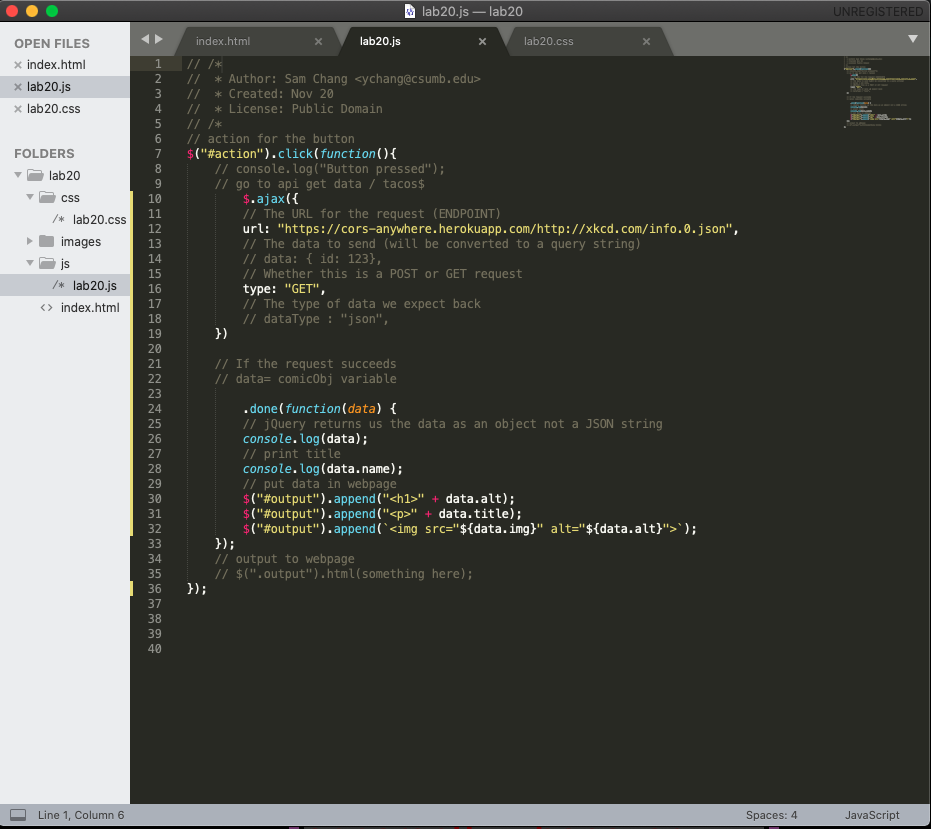 lab20.js — lab20
UNREGISTERED
OPEN FILES
index.html
lab20.js
lab20.css
FOLDERS
lab20
css
/* lab20.css
images
js
/* lab20.js
<> index.html
index.html
lab20.js
lab20.css
1 // /*
2 //  * Author: Sam Chang <ychang@csumb.edu>
3 //  * Created: Nov 20
4 //  * License: Public Domain
5 // /*
6 // action for the button
7 $("#action").click(function(){
8     // console.log("Button pressed");
9     // go to api get data / tacos$
10         $.ajax({
11         // The URL for the request (ENDPOINT)
12         url: "https://cors-anywhere.herokuapp.com/http://xkcd.com/info.0.json",
13         // The data to send (will be converted to a query string)
14         // data: { id: 123},
15         // Whether this is a POST or GET request
16         type: "GET",
17         // The type of data we expect back
18         // dataType : "json",
19     })
20
21     // If the request succeeds
22     // data= comicObj variable
23
24         .done(function(data) {
25         // jQuery returns us the data as an object not a JSON string
26         console.log(data);
27         // print title
28         console.log(data.name);
29         // put data in webpage
30         $("#output").append("<h1>" + data.alt);
31         $("#output").append("<p>" + data.title);
32         $("#output").append(`<img src="${data.img}" alt="${data.alt}">`);
33     });
34     // output to webpage
35     // $(".output").html(something here);
36 });
37
38
39
40
Line 1, Column 6
Spaces: 4
JavaScript